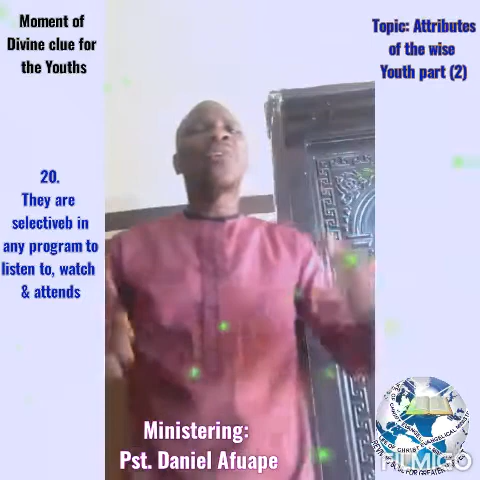 Moment of
Divine clue for
the Youths
Topic: Attributes
of the wise
Youth part (2)
20.
They are
selectiveb in
any program to
listen to, watch
& attends
Ministering:
Pst. Daniel Afuape
FILMIGO